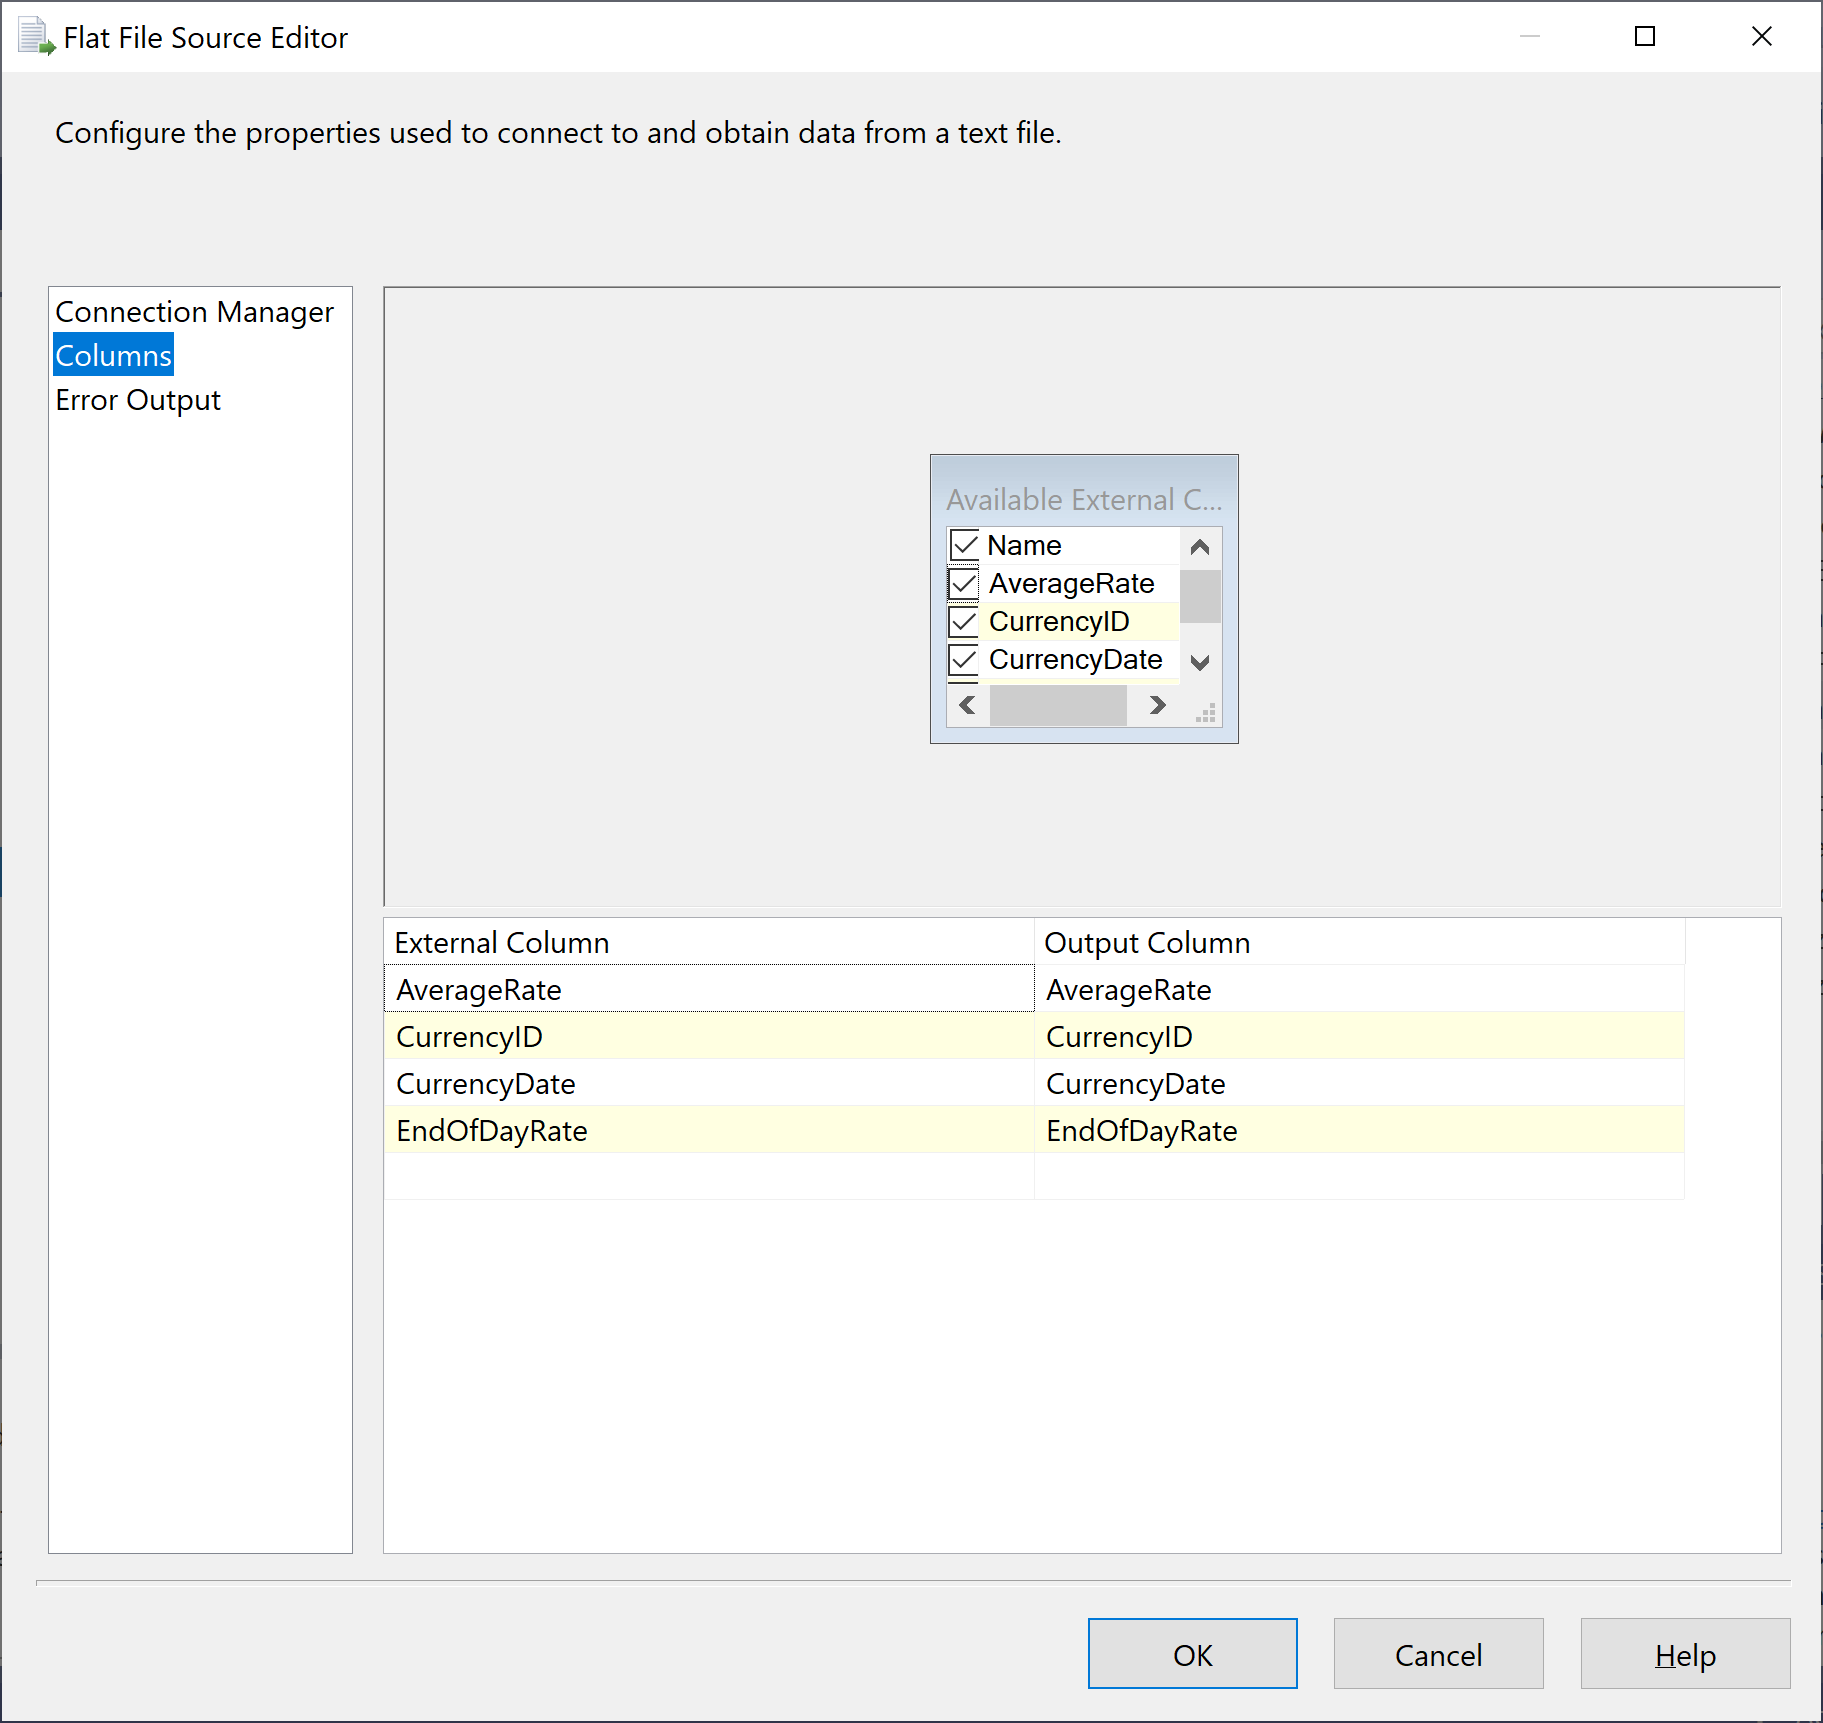 Flat File Source Editor
Configure the properties used to connect to and obtain data from a text file.
Connection Manager
Columns
Error Output
Available External C...
Name
AverageRate
CurrencyID
CurrencyDate
External Column Output Column
AverageRate AverageRate
CurrencyID CurrencyID
CurrencyDate CurrencyDate
EndOfDayRate EndOfDayRate
OK Cancel Help